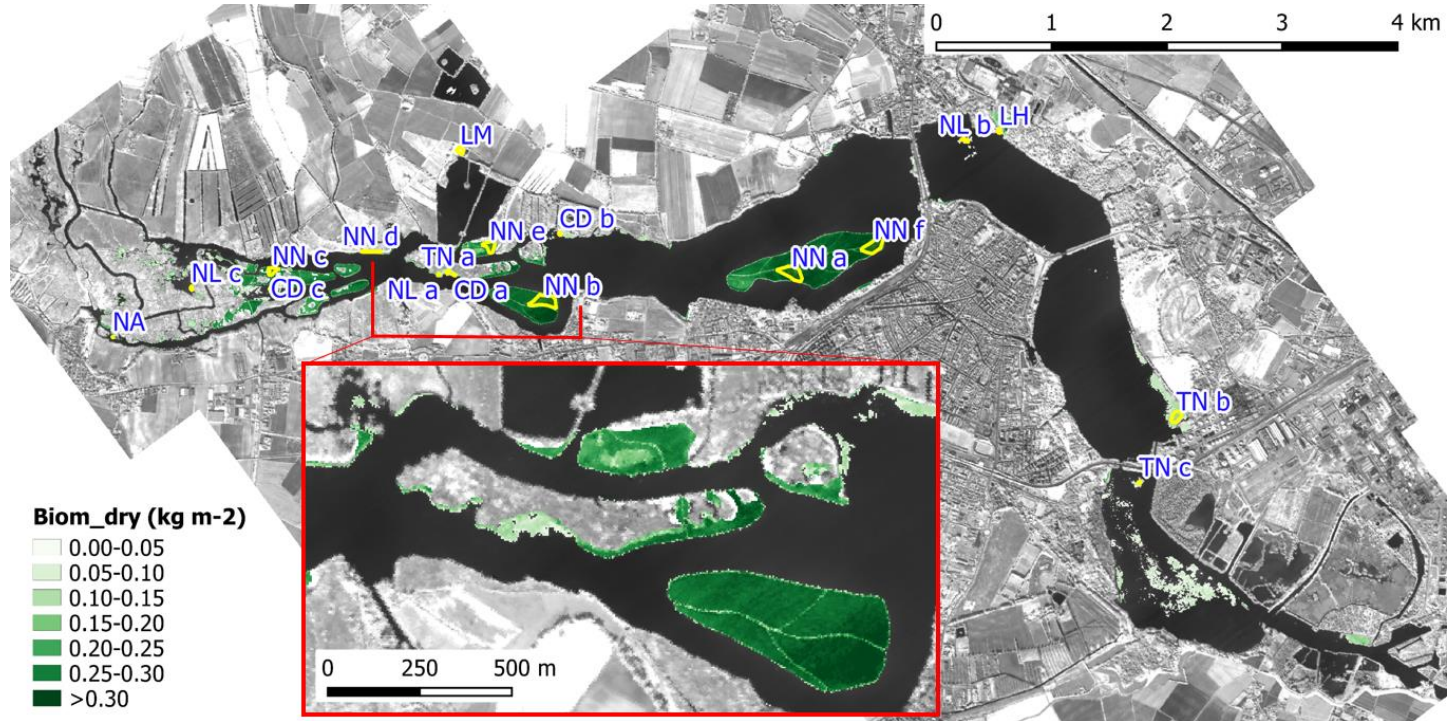 0 1 2 3 4 km
NL b LH
LM
CD b
NN d NN e
TN a
NN f
NN c
NN a
NL c
CD c
NL a CD a NN b
NA
TN b
TN c
Biom_dry (kg m-2)
0.00-0.05
0.05-0.10
0.10-0.15
0.15-0.20
0.20-0.25
0.25-0.30
>0.30
0 250 500 m